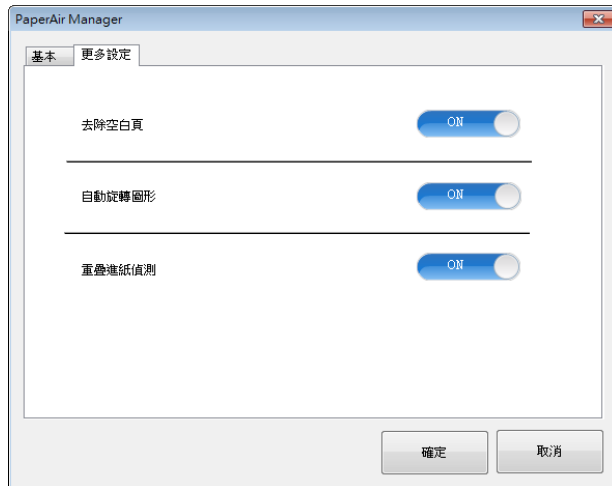 PaperAir Manager
基本 更多設定
去除空白頁 ON
自動旋轉圖形 ON
重疊進紙偵測 ON
確定 取消